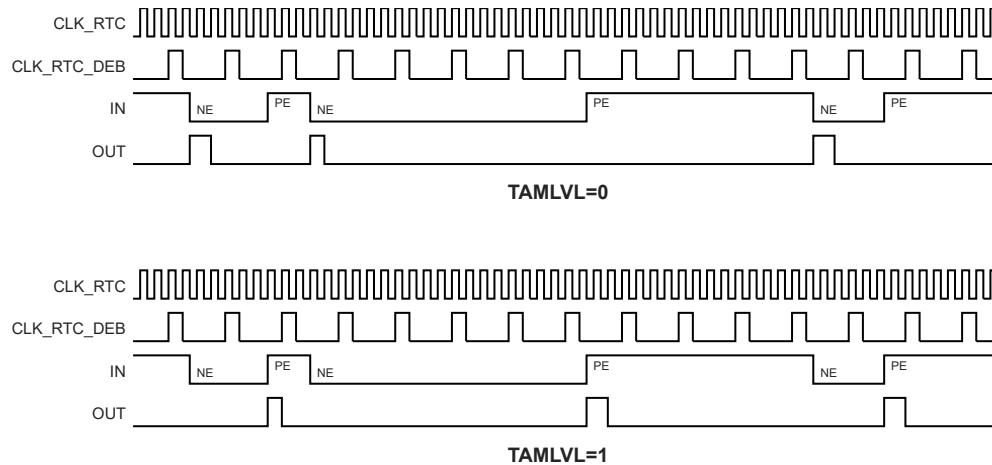 CLK_RTC
CLK_RTC_DEB
IN NE PE NE PE NE PE
OUT
TAMLVL=0
CLK_RTC
CLK_RTC_DEB
IN NE PE NE PE NE PE
OUT
TAMLVL=1